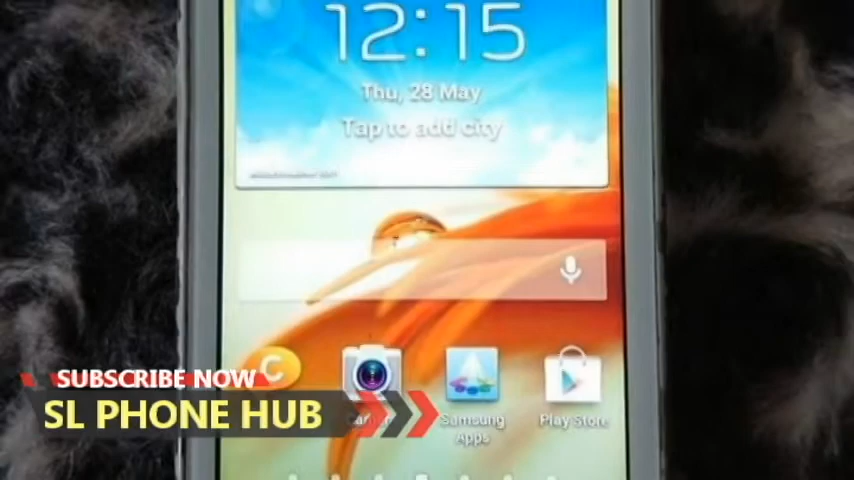 12:15
Thu, 28 May
Tap to add city
C
SUBSCRIBE NOW
SL PHONE HUB
Samsung
Apps
Play Store